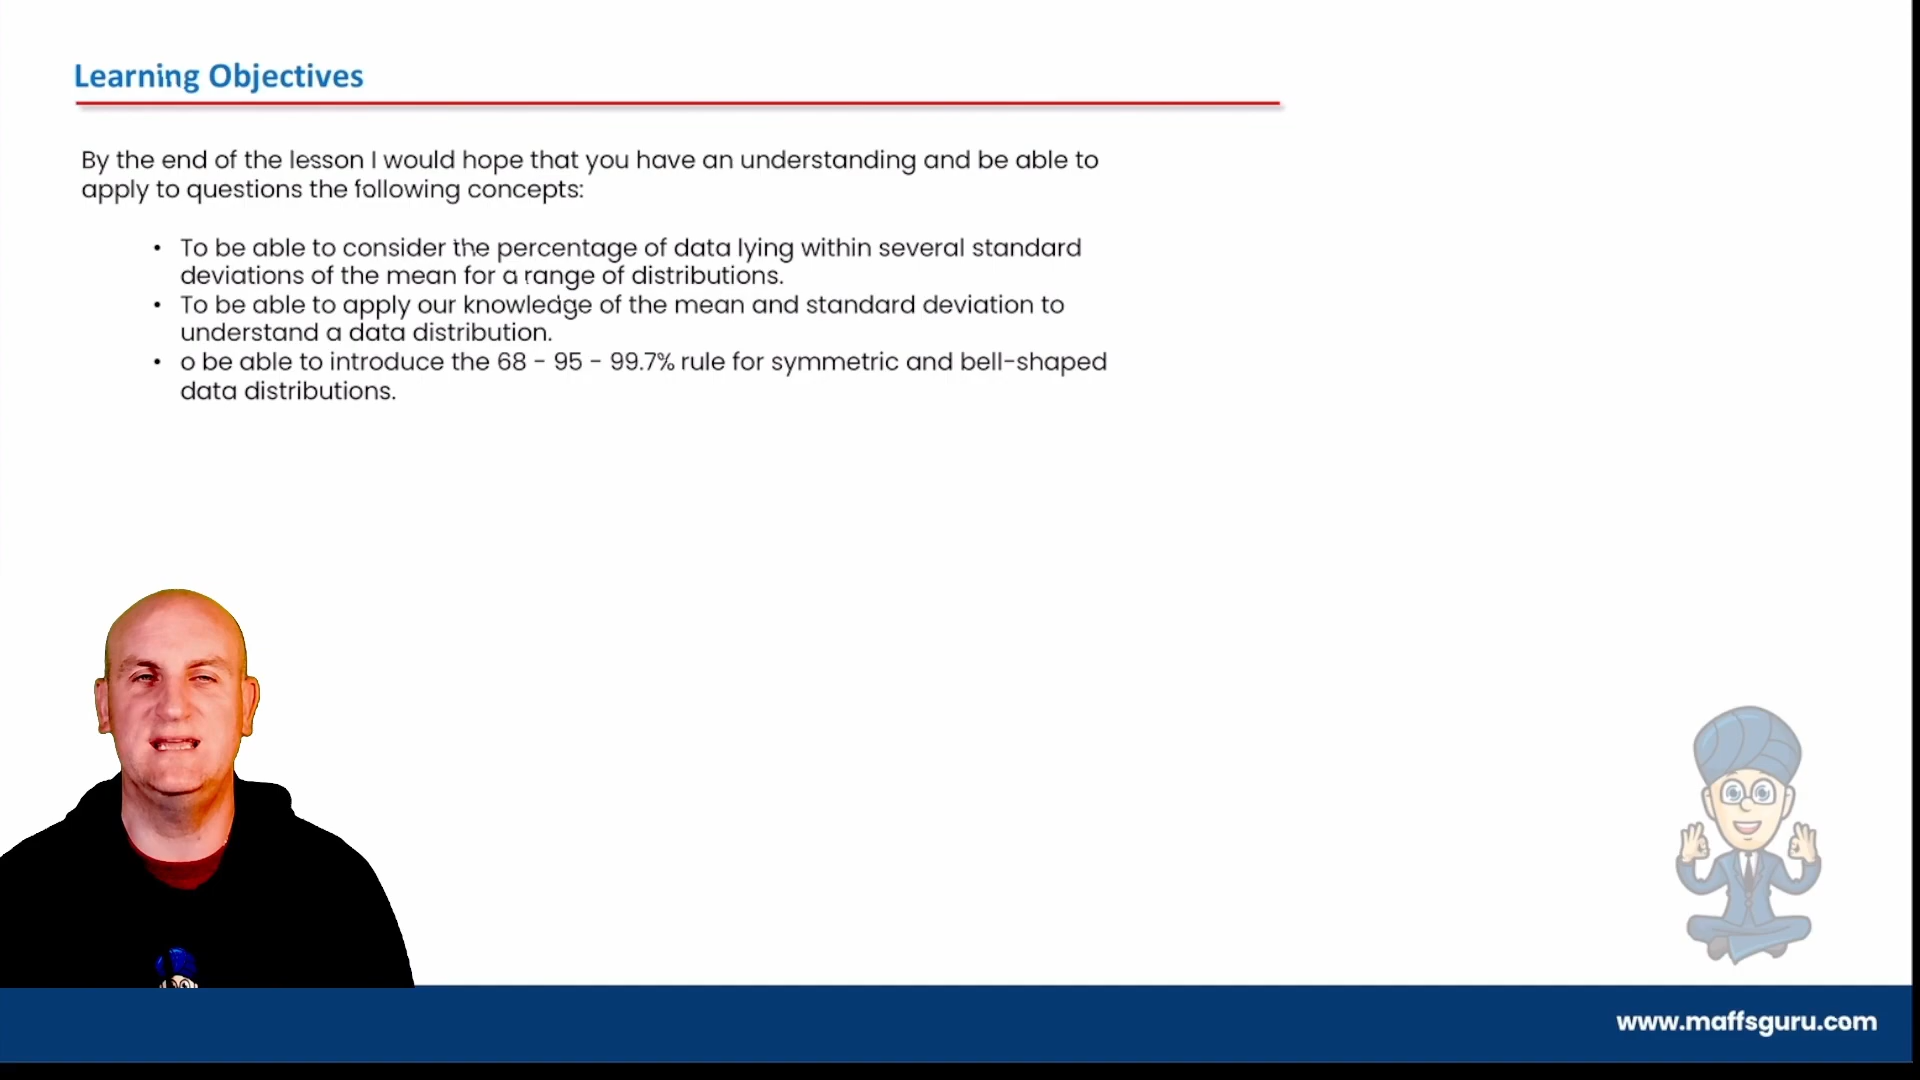 Learning Objectives
By the end of the lesson I would hope that you have an understanding and be able to
apply to questions the following concepts:
• To be able to consider the percentage of data lying within several standard
deviations of the mean for a range of distributions.
• To be able to apply our knowledge of the mean and standard deviation to
understand a data distribution.
• o be able to introduce the 68 - 95 - 99.7% rule for symmetric and bell-shaped
data distributions.
www.maffsguru.com